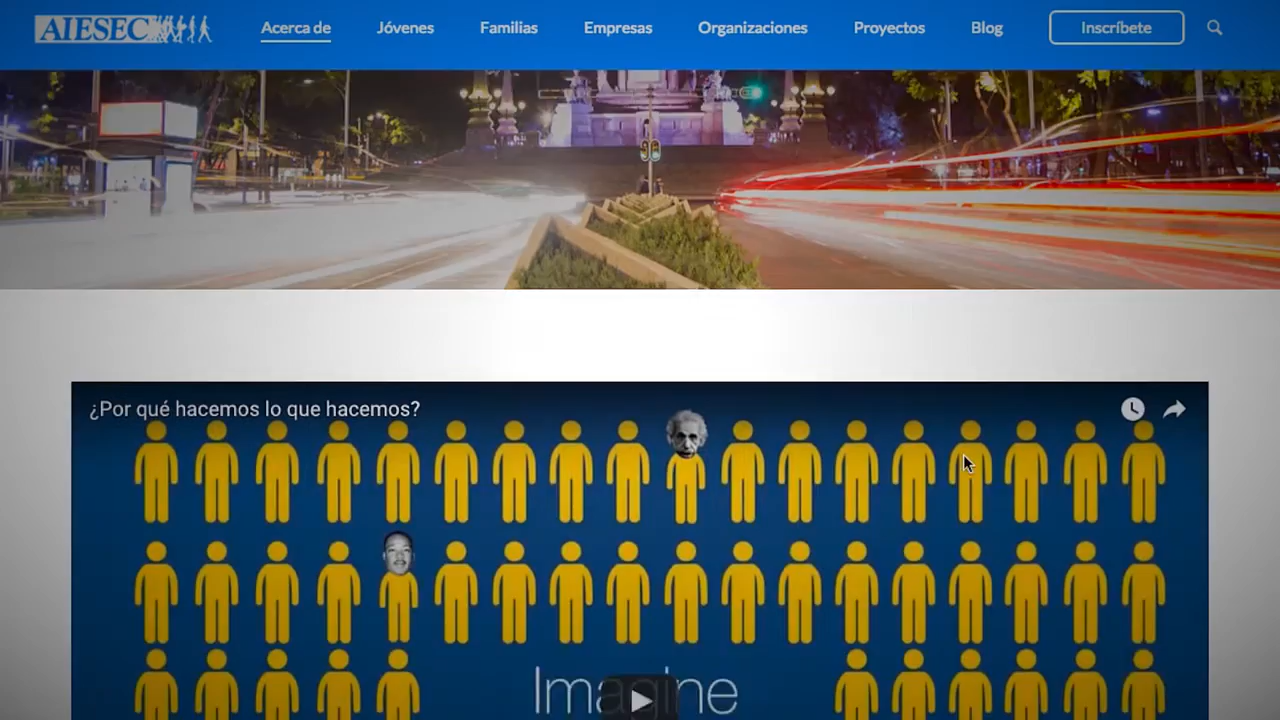 AIESEC
Acerca de
Jóvenes
Familias
Empresas
Organizaciones
Proyectos
Blog
Inscríbete
¿Por qué hacemos lo que hacemos?
Imagine